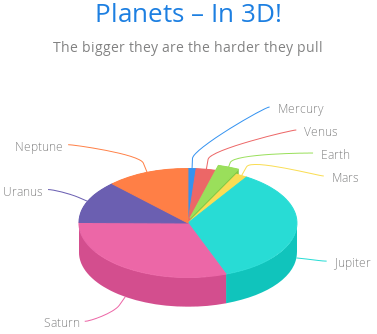 Planets – In 3D!
The bigger they are the harder they pull
Mercury
Venus
Earth
Mars
Neptune
Uranus
Jupiter
Saturn